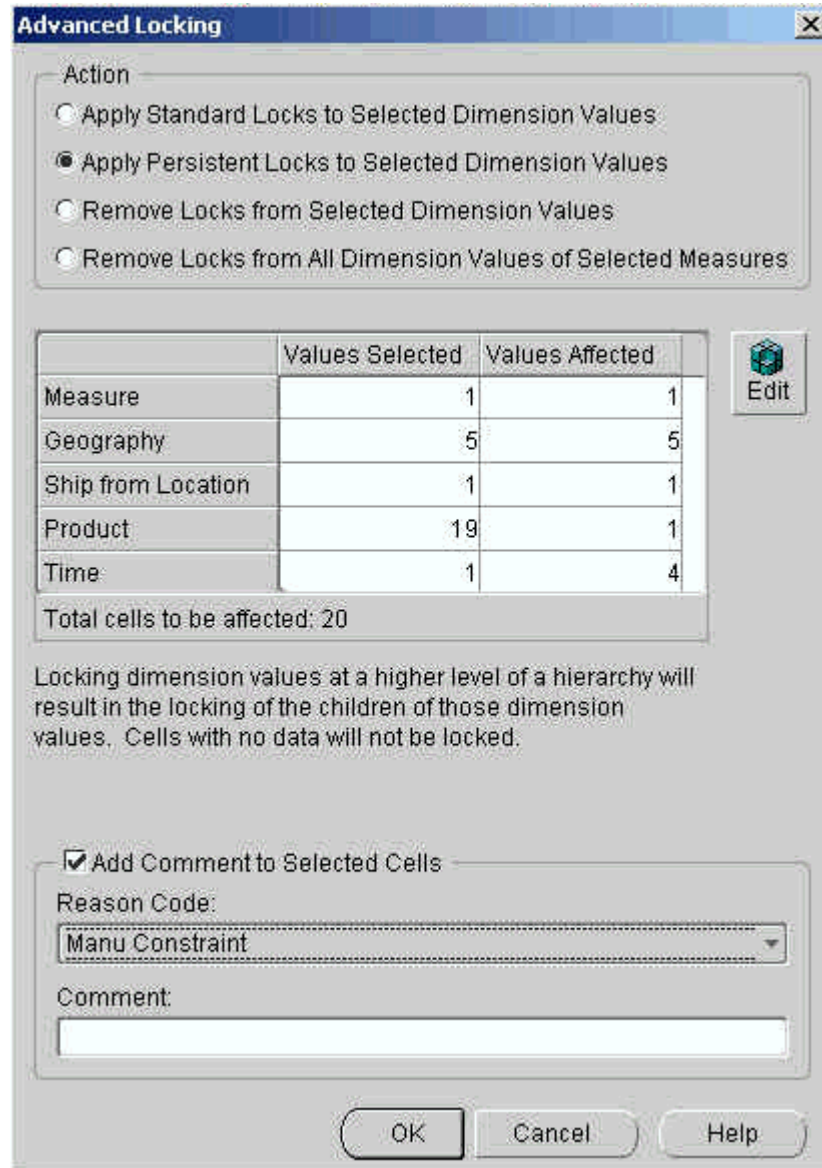 Advanced Locking
Action
Apply Standard Locks to Selected Dimension Values
Apply Persistent Locks to Selected Dimension Values
Remove Locks from Selected Dimension Values
Remove Locks from All Dimension Values of Selected Measures
Values Selected Values Affected
Edit
Measure 1 1
Geography 5 5
Ship from Location 1 1
Product 19 1
Time 1 4
Total cells to be affected: 20
Locking dimension values at a higher level of a hierarchy will
result in the locking of the children of those dimension
values. Cells with no data will not be locked.
Add Comment to Selected Cells
Reason Code:
Manu Constraint
Comment:
OK Cancel Help